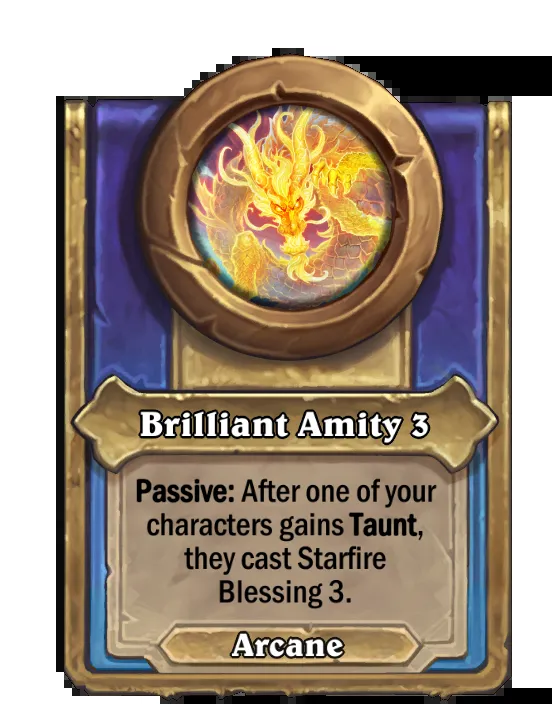 Brilliant Amity 3
Passive: After one of your
characters gains Taunt,
they cast Starfire
Blessing 3.
Arcane